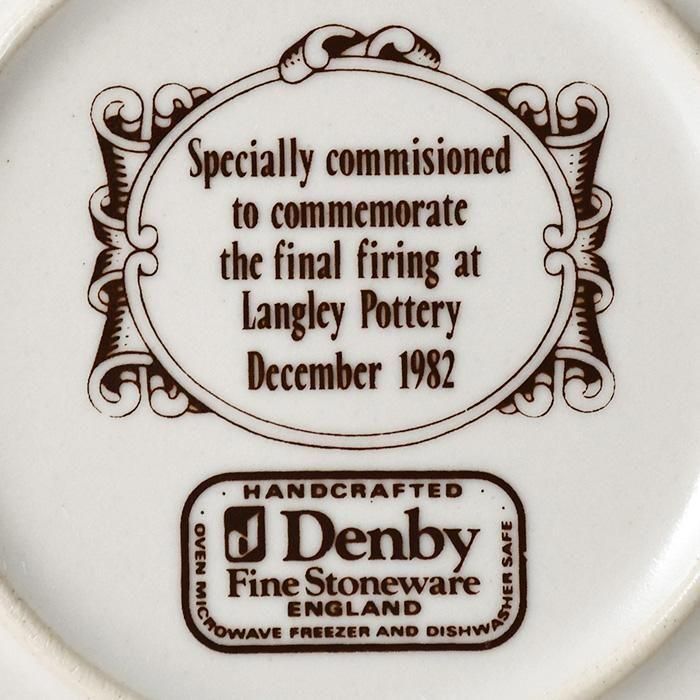 Specially commisioned
to commemorate
the final firing at
Langley Pottery
December 1982
HANDCRAFTED
Denby
Fine Stoneware
ENGLAND
OVEN MICROWAVE FREEZER AND DISHWASHER SAFE